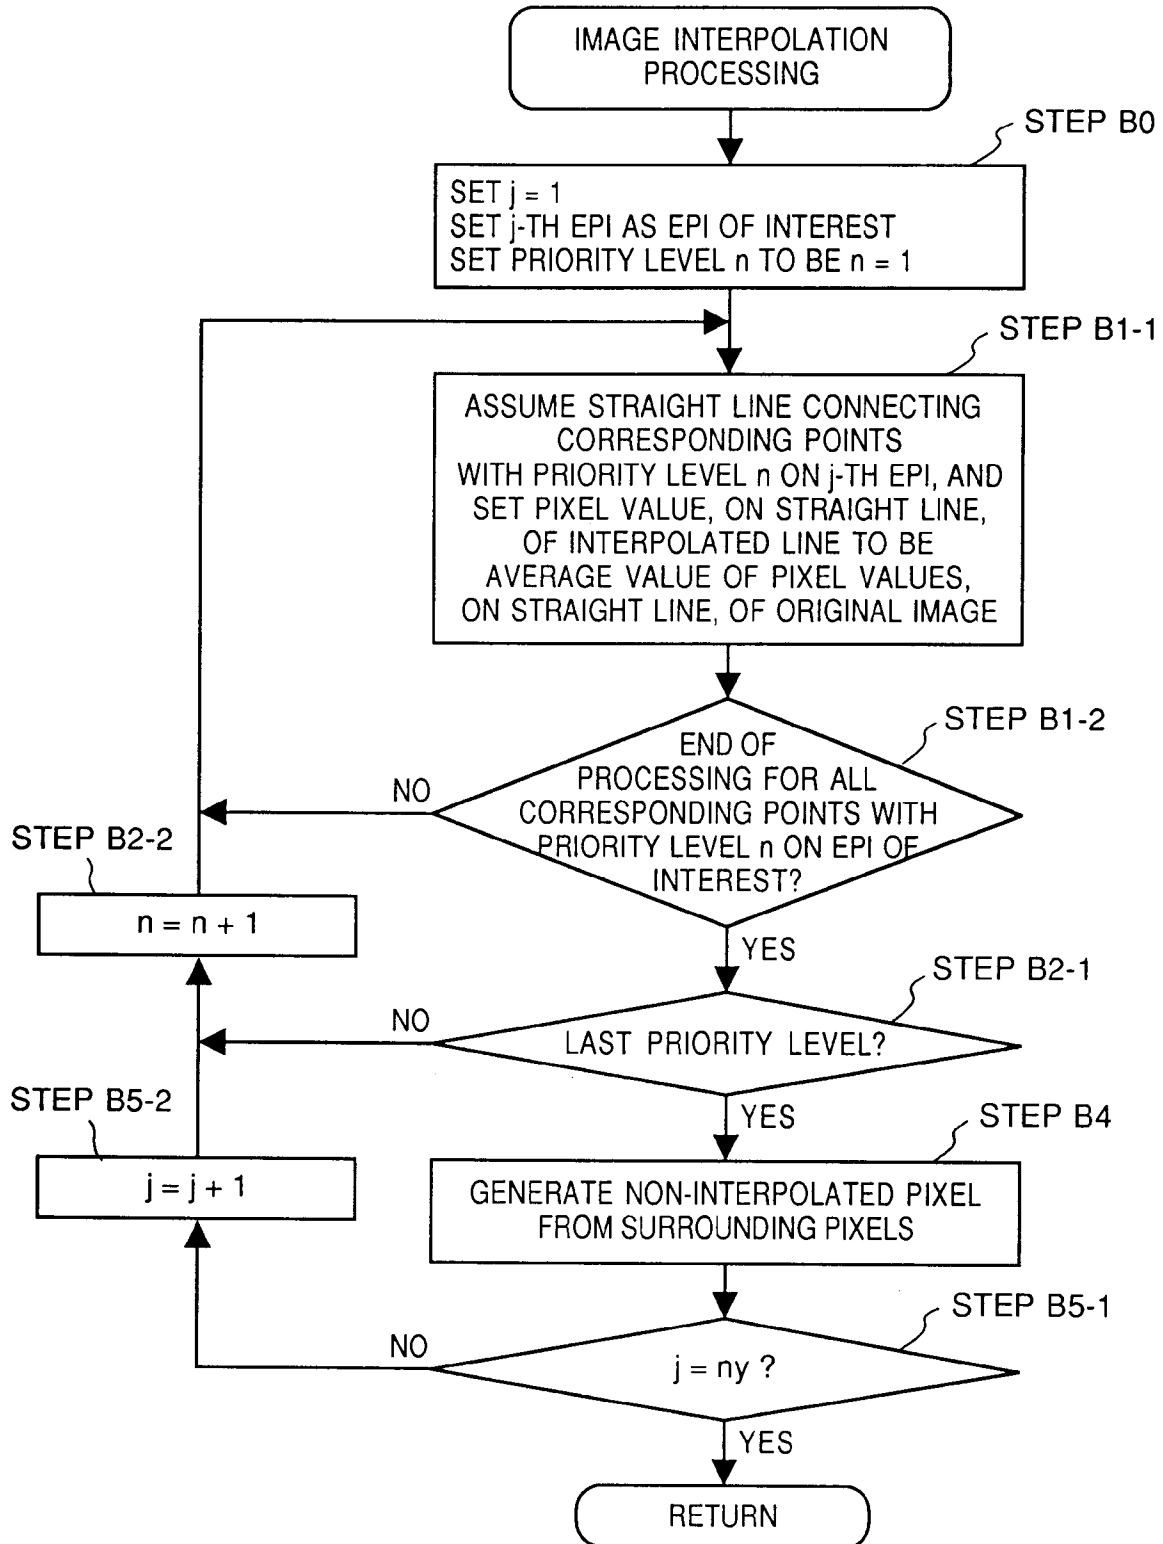 IMAGE INTERPOLATION
PROCESSING
STEP B0
SET j = 1
SET j-TH EPI AS EPI OF INTEREST
SET PRIORITY LEVEL n TO BE n = 1
STEP B1-1
ASSUME STRAIGHT LINE CONNECTING
CORRESPONDING POINTS
WITH PRIORITY LEVEL n ON j-TH EPI, AND
SET PIXEL VALUE, ON STRAIGHT LINE,
OF INTERPOLATED LINE TO BE
AVERAGE VALUE OF PIXEL VALUES,
ON STRAIGHT LINE, OF ORIGINAL IMAGE
STEP B1-2
END OF
PROCESSING FOR ALL
CORRESPONDING POINTS WITH
PRIORITY LEVEL n ON EPI OF
INTEREST?
NO
STEP B2-2
n = n + 1
YES
STEP B2-1
LAST PRIORITY LEVEL?
NO
STEP B5-2
j = j + 1
YES
STEP B4
GENERATE NON-INTERPOLATED PIXEL
FROM SURROUNDING PIXELS
STEP B5-1
j = ny ?
NO
YES
RETURN